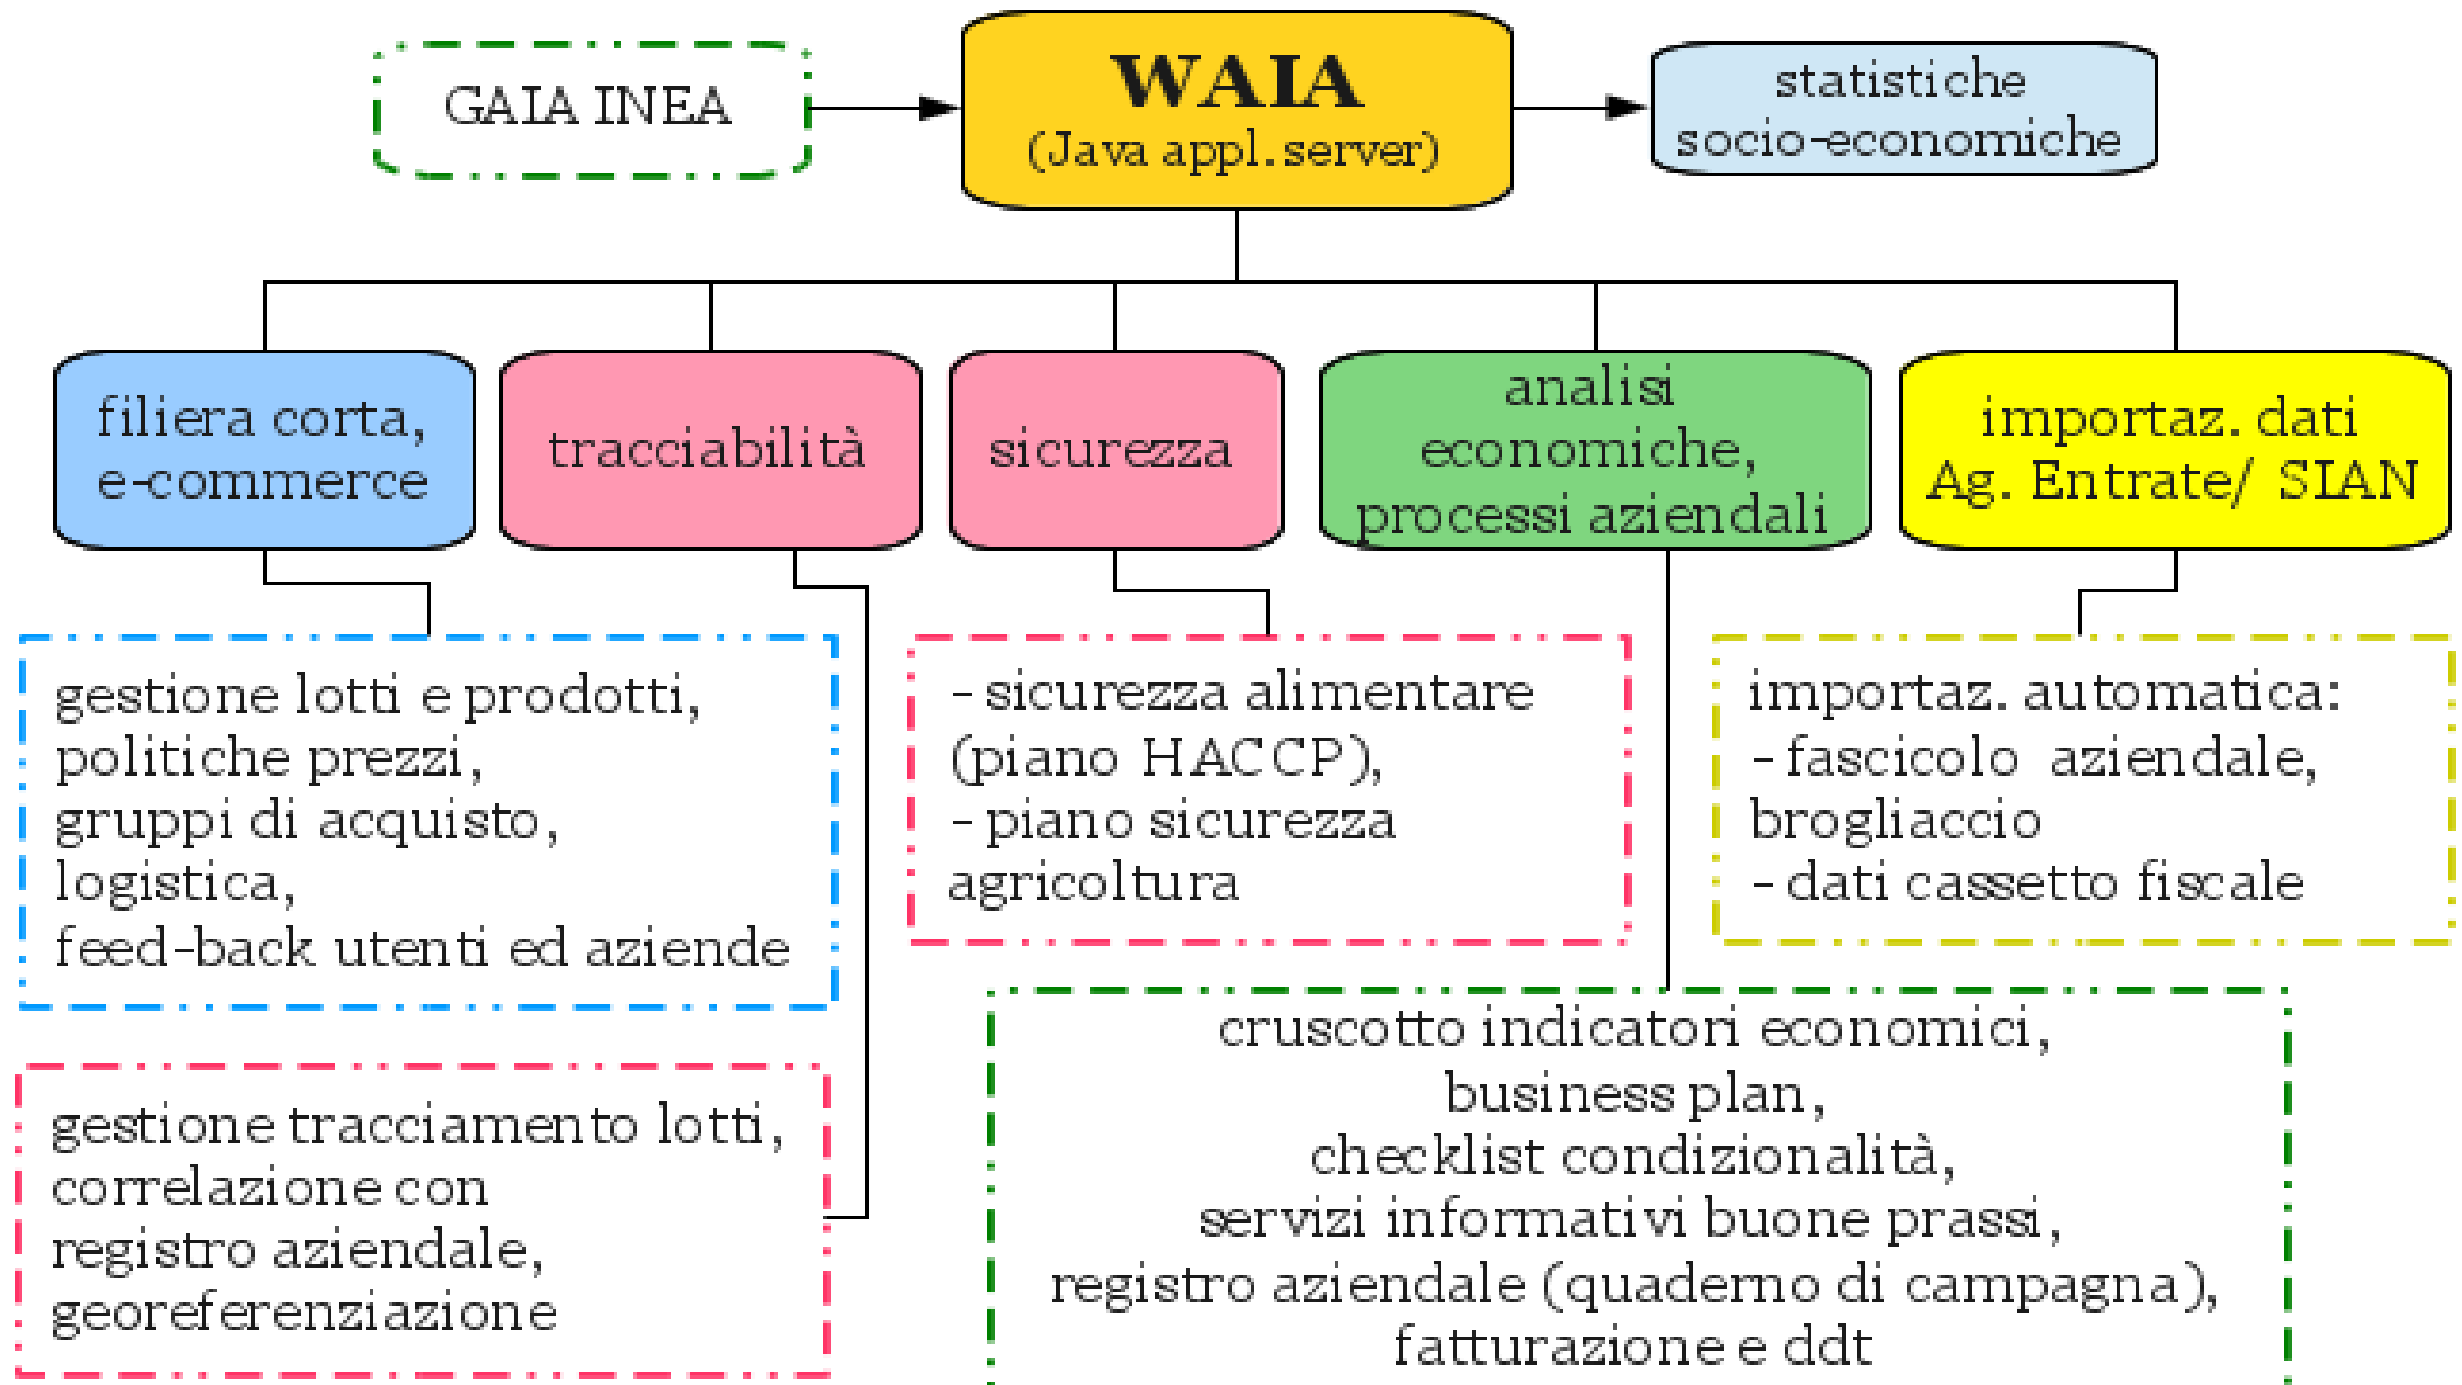 GAIA INEA
WAIA
(Java appl. server)
statistiche
socio-economiche
filiera corta,
e-commerce
tracciabilità
sicurezza
analisi
economiche,
processi aziendali
importaz. dati
Ag. Entrate/ SIAN
gestione lotti e prodotti,
politiche prezzi,
gruppi di acquisto,
logistica,
feed-back utenti ed aziende
- sicurezza alimentare
(piano HACCP),
- piano sicurezza
agricoltura
importaz. automatica:
- fascicolo aziendale,
brogliaccio
- dati cassetto fiscale
gestione tracciamento lotti,
correlazione con
registro aziendale,
georeferenziazione
cruscotto indicatori economici,
business plan,
checklist condizionalità,
servizi informativi buone prassi,
registro aziendale (quaderno di campagna),
fatturazione e ddt